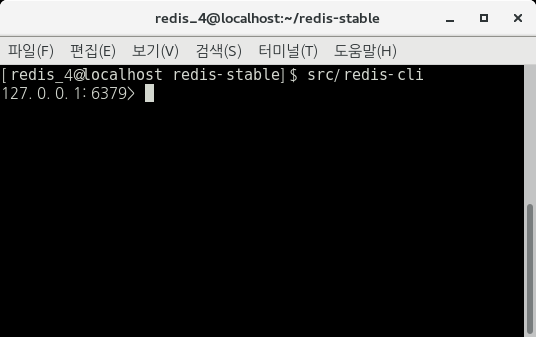 redis_4@localhost:~/redis-stable
파일(F) 편집(E) 보기(V) 검색(S) 터미널(T) 도움말(H)
[redis_4@localhost redis-stable]$ src/redis-cli
127.0.0.1:6379>